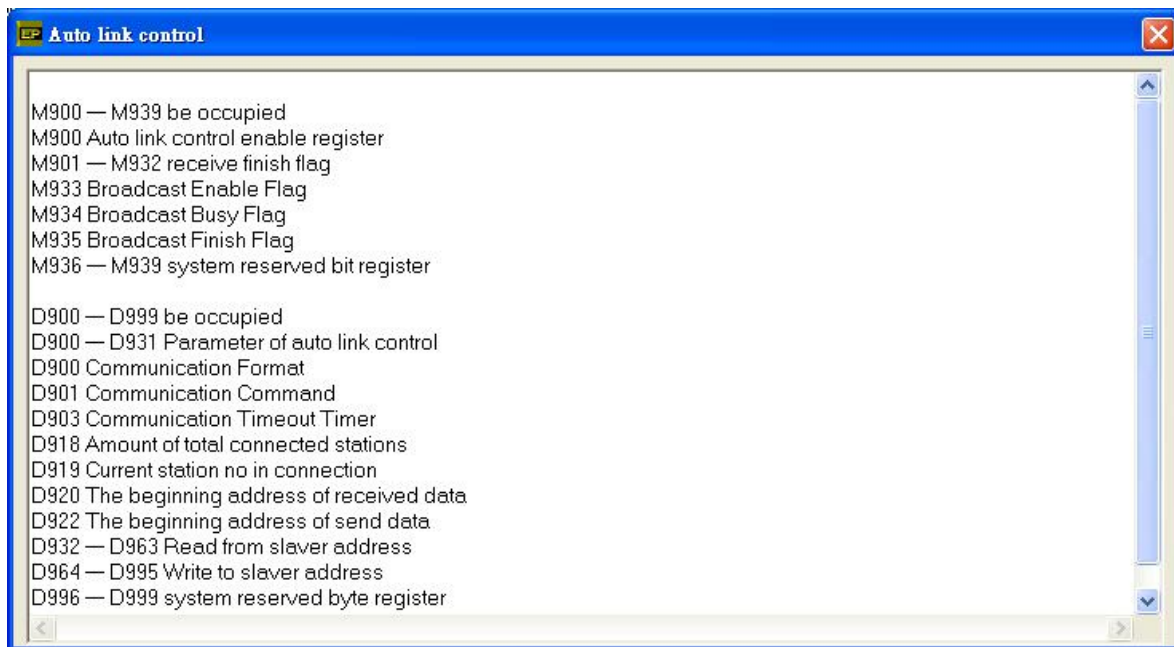 EP Auto link control
M900 — M939 be occupied
M900 Auto link control enable register
M901 — M932 receive finish flag
M933 Broadcast Enable Flag
M934 Broadcast Busy Flag
M935 Broadcast Finish Flag
M936 — M939 system reserved bit register
D900 — D999 be occupied
D900 — D931 Parameter of auto link control
D900 Communication Format
D901 Communication Command
D903 Communication Timeout Timer
D918 Amount of total connected stations
D919 Current station no in connection
D920 The beginning address of received data
D922 The beginning address of send data
D932 — D963 Read from slaver address
D964 — D995 Write to slaver address
D996 — D999 system reserved byte register